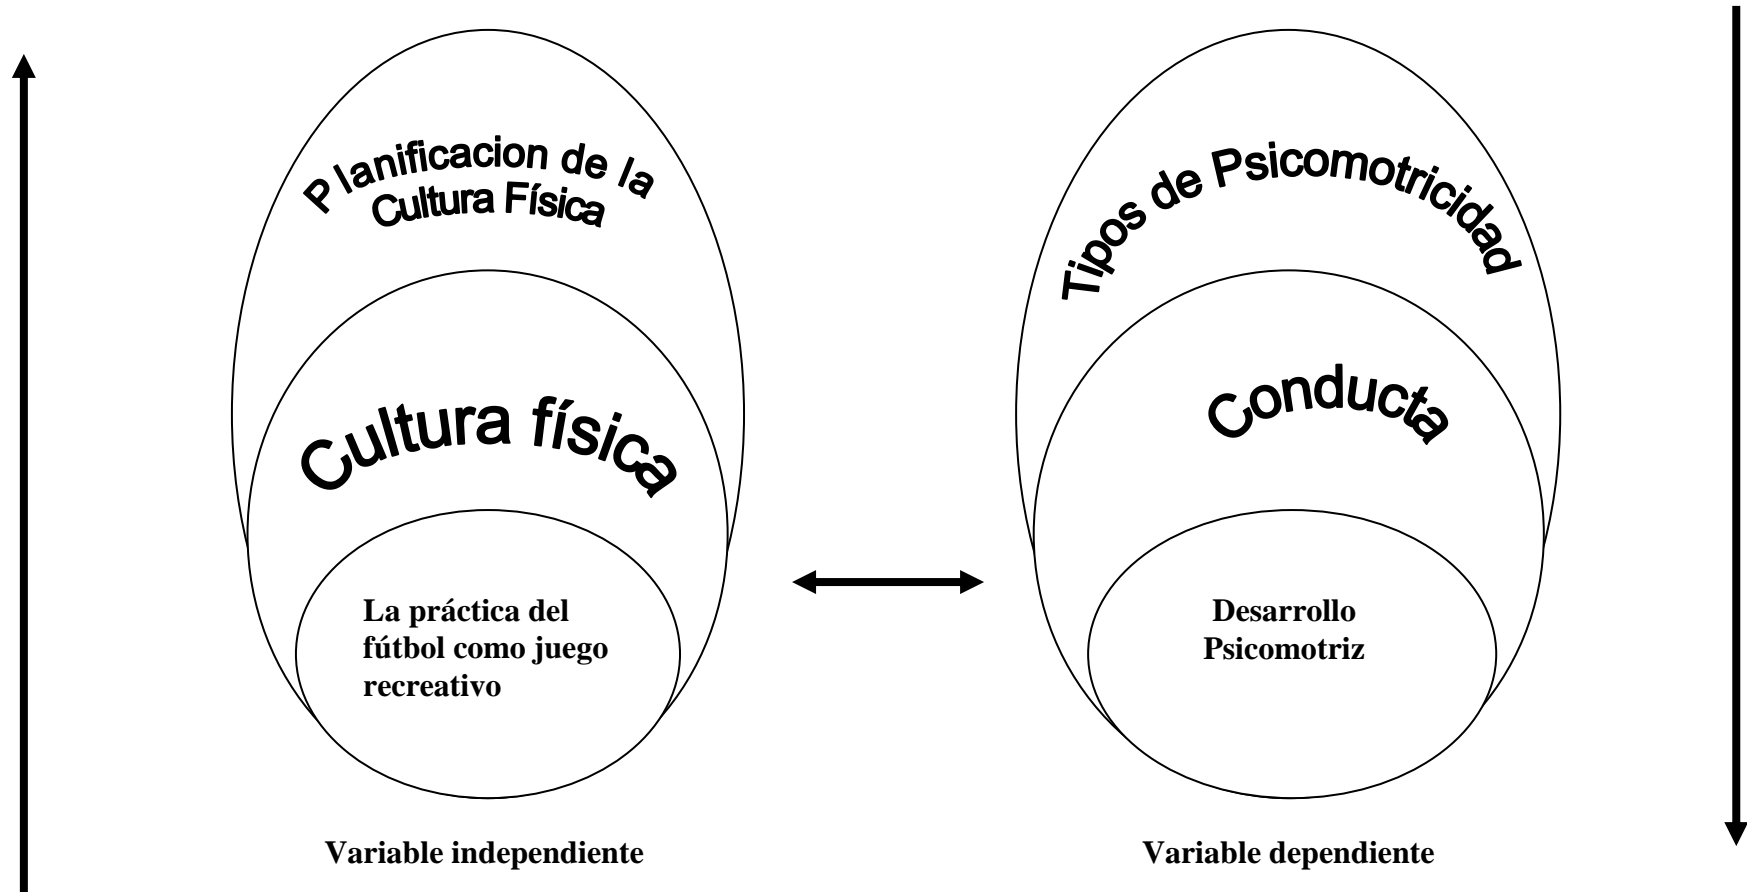 Planificacion de la
Cultura Física
Cultura física
La práctica del
fútbol como juego
recreativo
Variable independiente
Tipos de Psicomotricidad
Conducta
Desarrollo
Psicomotriz
Variable dependiente